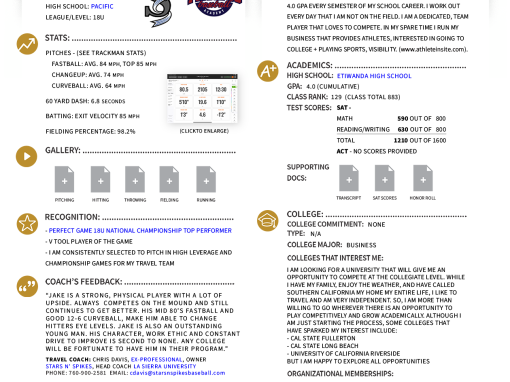 HIGH SCHOOL: PACIFIC
LEAGUE/LEVEL: 18U
STATS:
PITCHES - (SEE TRACKMAN STATS)
FASTBALL: AVG. 84 MPH, TOP 85 MPH
CHANGEUP: AVG. 74 MPH
CURVEBALL: AVG. 64 MPH
60 YARD DASH: 6.8 SECONDS
BATTING: EXIT VELOCITY 85 MPH
FIELDING PERCENTAGE: 98.2%
60.5 2105 12:38
5'10" 19.6 1'10"
1'3" 4.6 -12"
(CLICK TO ENLARGE)
GALLERY:
PITCHING HITTING THROWING FIELDING RUNNING
RECOGNITION:
- PERFECT GAME 18U NATIONAL CHAMPIONSHIP TOP PERFORMER
- V TOOL PLAYER OF THE GAME
- I AM CONSISTENTLY SELECTED TO PITCH IN HIGH LEVERAGE AND
CHAMPIONSHIP GAMES FOR MY TRAVEL TEAM
COACH'S FEEDBACK:
"JAKE IS A STRONG, PHYSICAL PLAYER WITH A LOT OF
UPSIDE. ALWAYS COMPETES ON THE MOUND AND STILL
CONTINUES TO GET BETTER. HIS MID 80'S FASTBALL AND
GOOD 12-6 CURVEBALL, MAKE HIM ABLE TO CHANGE
HITTERS EYE LEVELS. JAKE IS ALSO AN OUTSTANDING
YOUNG MAN. HIS CHARACTER, WORK ETHIC AND CONSTANT
DRIVE TO IMPROVE IS SECOND TO NONE. ANY COLLEGE
WILL BE FORTUNATE TO HAVE HIM IN THEIR PROGRAM."
TRAVEL COACH: CHRIS DAVIS, EX-PROFESSIONAL, OWNER
STARS N' SPIKES, HEAD COACH LA SIERRA UNIVERSITY
PHONE: 760-900-2581 EMAIL: cdavis@starsnspikesbaseball.com
4.0 GPA EVERY SEMESTER OF MY SCHOOL CAREER. I WORK OUT
EVERY DAY THAT I AM NOT ON THE FIELD. I AM A DEDICATED, TEAM
PLAYER THAT LOVES TO COMPETE. IN MY SPARE TIME I RUN MY
BUSINESS THAT PROVIDES ATHLETES, INTERESTED IN GOING TO
COLLEGE + PLAYING SPORTS, VISIBILITY. (www.athleteinsite.com).
A+ ACADEMICS:
HIGH SCHOOL: ETIWANDA HIGH SCHOOL
GPA: 4.0 (CUMULATIVE)
CLASS RANK: 129 (CLASS TOTAL 883)
TEST SCORES: SAT -
MATH 590 OUT OF 800
READING/WRITING 630 OUT OF 800
TOTAL 1210 OUT OF 1600
ACT - NO SCORES PROVIDED
SUPPORTING
DOCS:
TRANSCRIPT SAT SCORES HONOR ROLL
COLLEGE:
COLLEGE COMMITMENT: NONE
TYPE: N/A
COLLEGE MAJOR: BUSINESS
COLLEGES THAT INTEREST ME:
I AM LOOKING FOR A UNIVERSITY THAT WILL GIVE ME AN
OPPORTUNITY TO COMPETE AT THE COLLEGIATE LEVEL. WHILE
I HAVE MY FAMILY, ENJOY THE WEATHER, AND HAVE CALLED
SOUTHERN CALIFORNIA MY HOME MY ENTIRE LIFE, I LIKE TO
TRAVEL AND AM VERY INDEPENDENT. SO, I AM MORE THAN
WILLING TO GO WHEREVER THERE IS AN OPPORTUNITY TO
PLAY COMPETITIVELY AND GROW ACADEMICALLY. ALTHOUGH I
AM JUST STARTING THE PROCESS, SOME COLLEGES THAT
HAVE SPARKED MY INTEREST INCLUDE:
- CAL STATE FULLERTON
- CAL STATE LONG BEACH
- UNIVERSITY OF CALIFORNIA RIVERSIDE
BUT I AM HAPPY TO EXPLORE ALL OPPORTUNITIES
ORGANIZATIONAL MEMBERSHIPS: